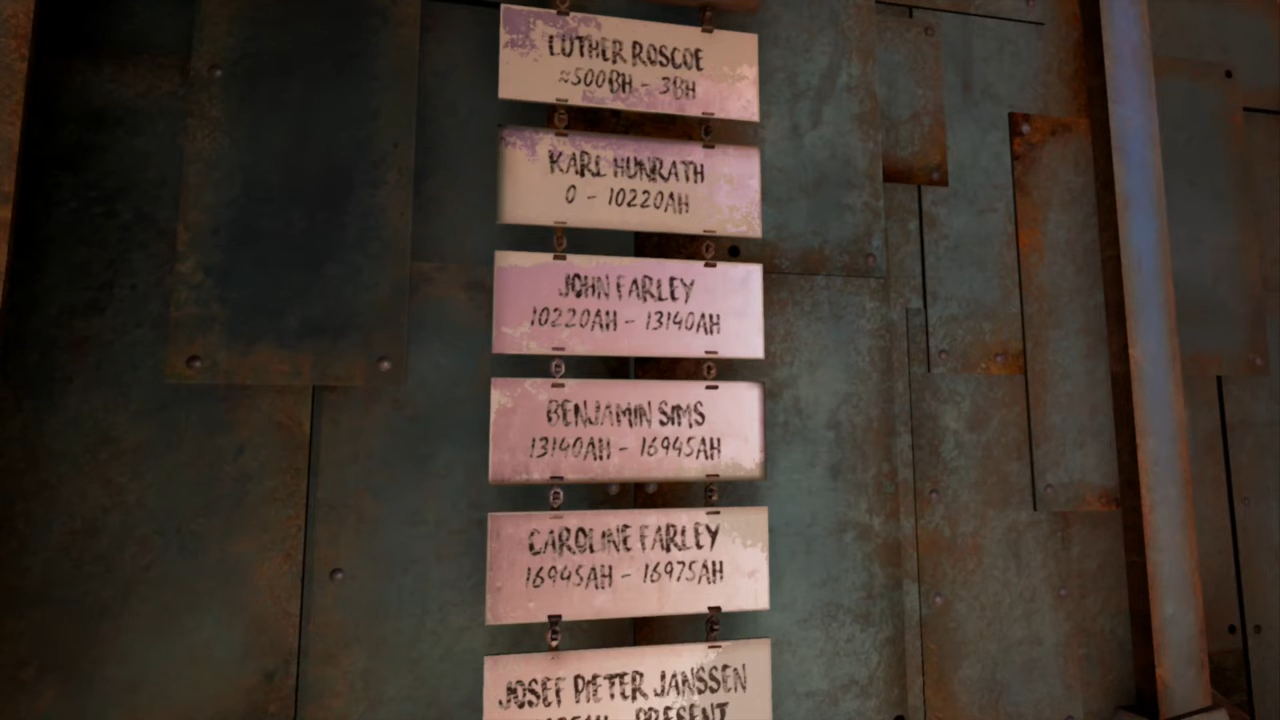 LUTHER ROSCOE
≈500BH - 3BH
KARL HUNRATH
0 - 10220AH
JOHN FARLEY
10220AH - 13140AH
BENJAMIN SIMS
13140AH - 16945AH
CAROLINE FARLEY
16945AH - 16975AH
JOSEF PIETER JANSSEN
- PRESENT